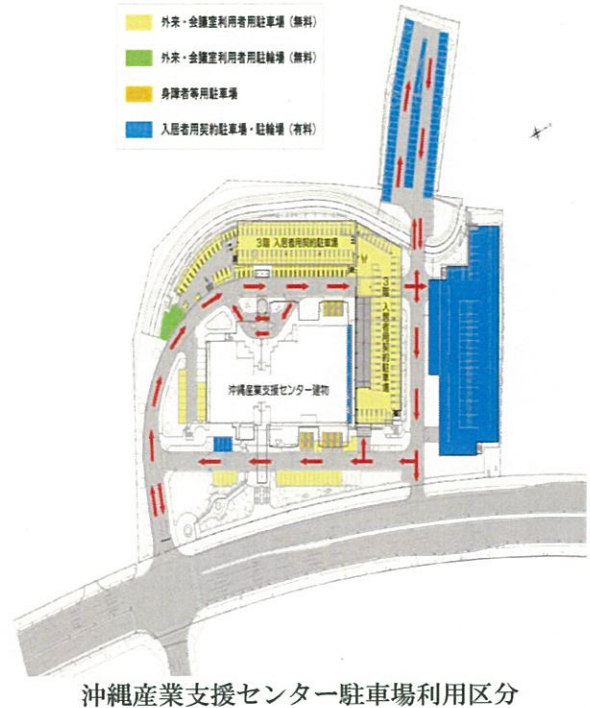 外来・会議室利用者用駐車場（無料）
外来・会議室利用者用駐輪場（無料）
身障者等用駐車場
入居者用契約駐車場・駐輪場（有料）
3階 入居者用契約駐車場
3階 入居者用契約駐車場
沖縄産業支援センター建物
沖縄産業支援センター駐車場利用区分